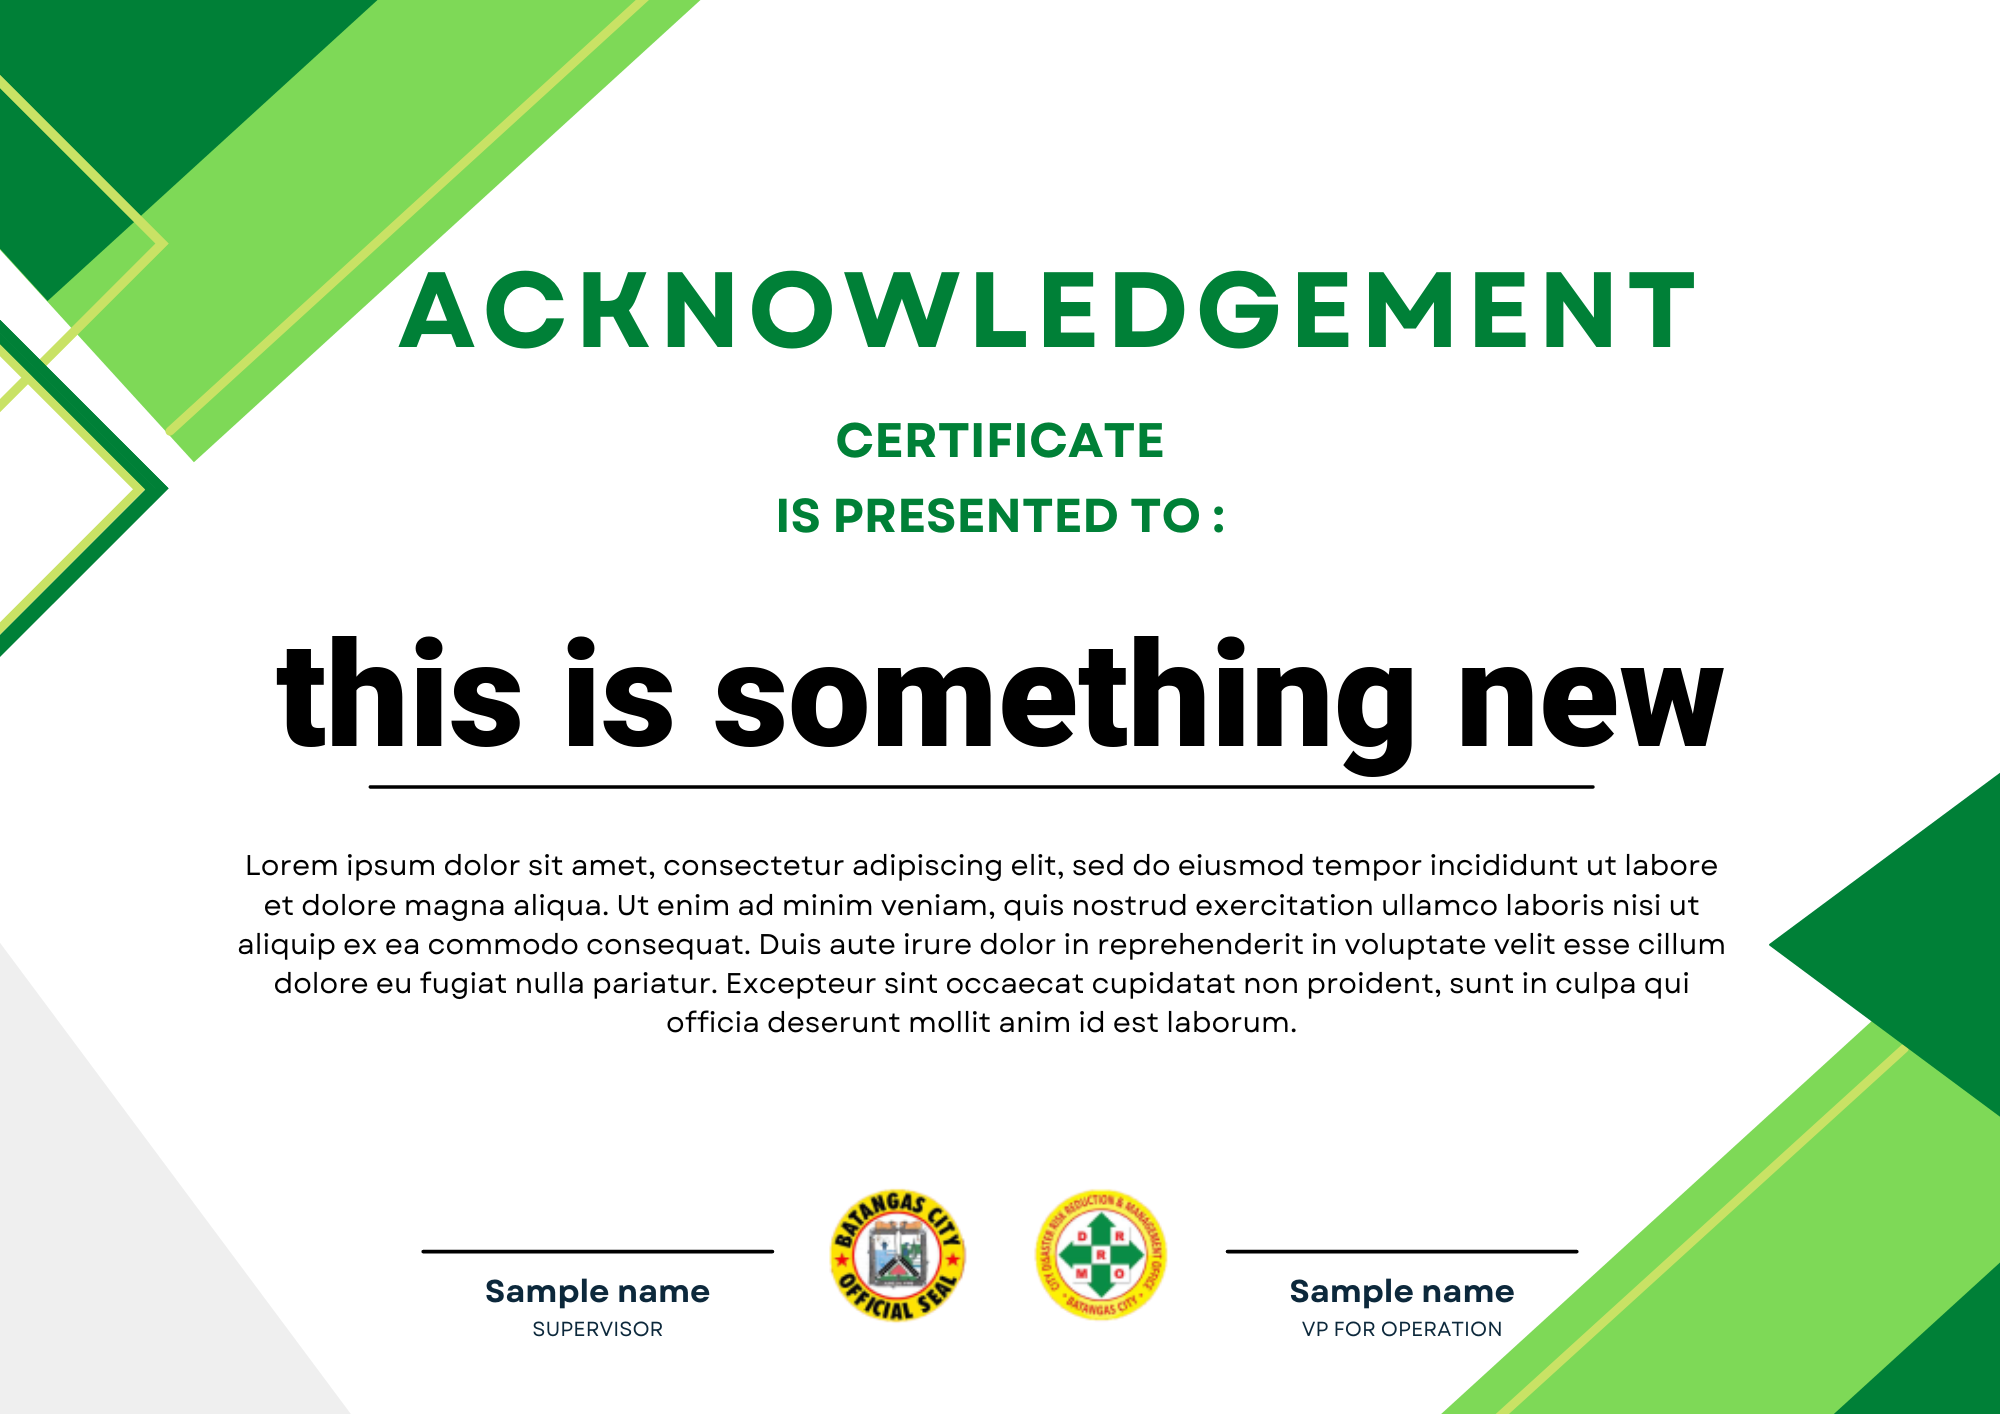 ACKNOWLEDGEMENT
CERTIFICATE
IS PRESENTED TO :
this is something new
Lorem ipsum dolor sit amet, consectetur adipiscing elit, sed do eiusmod tempor incididunt ut labore
et dolore magna aliqua. Ut enim ad minim veniam, quis nostrud exercitation ullamco laboris nisi ut
aliquip ex ea commodo consequat. Duis aute irure dolor in reprehenderit in voluptate velit esse cillum
dolore eu fugiat nulla pariatur. Excepteur sint occaecat cupidatat non proident, sunt in culpa qui
officia deserunt mollit anim id est laborum.
BATANGAS CITY
OFFICIAL SEAL
CITY DISASTER RISK REDUCTION & MANAGEMENT OFFICE
D R
R
M O
BATANGAS CITY
Sample name
SUPERVISOR
Sample name
VP FOR OPERATION